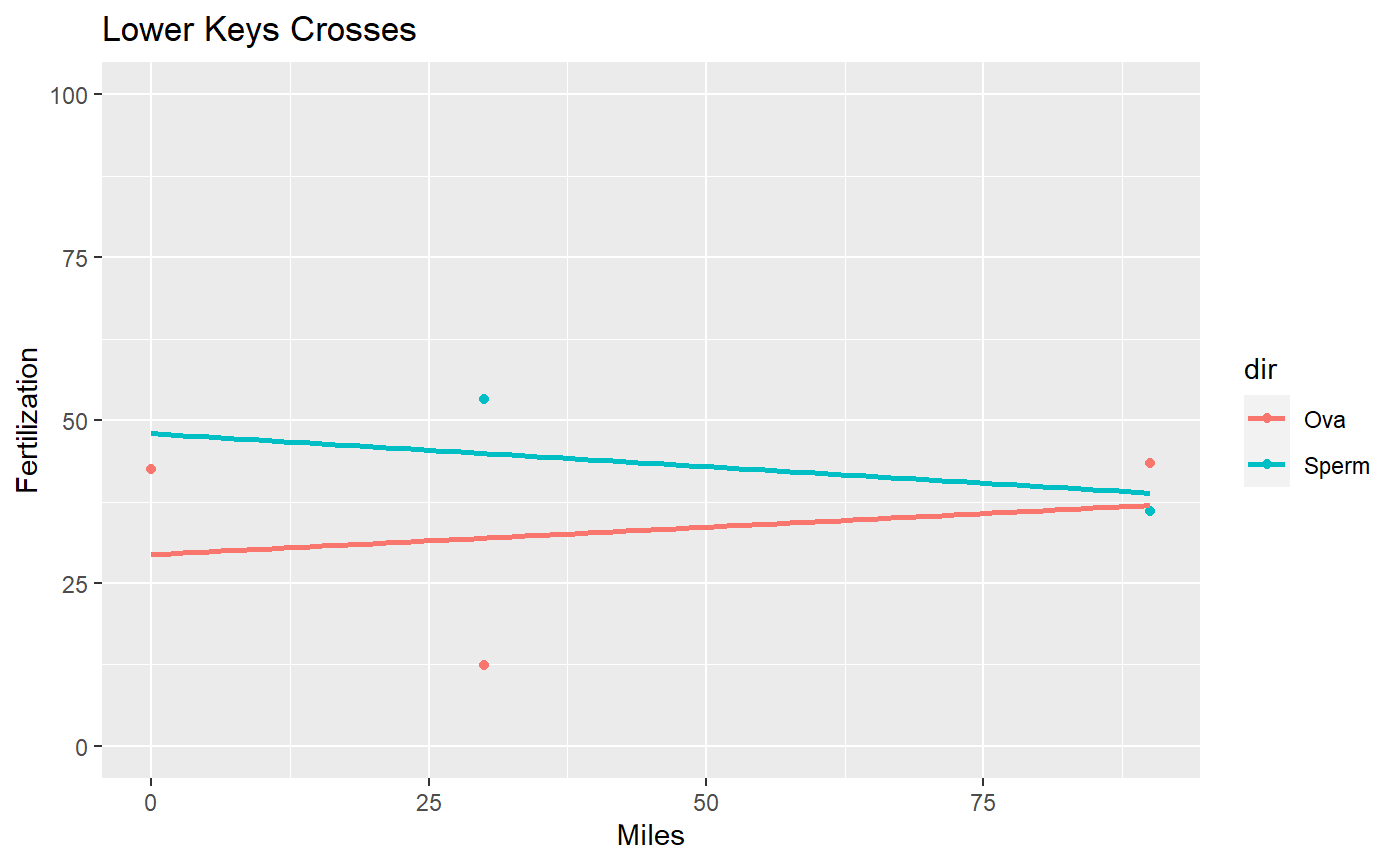 Lower Keys Crosses
100
75
50
25
0
Fertilization
0 25 50 75
Miles
dir
Ova
Sperm